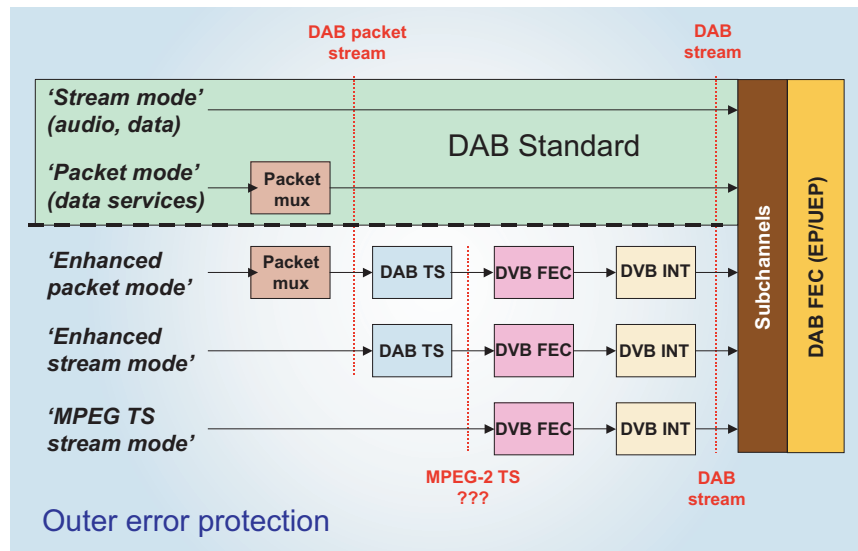 DAB packet
stream
DAB
stream
‘Stream mode’
(audio, data)
DAB Standard
‘Packet mode’
(data services)
Packet
mux
‘Enhanced
packet mode’
Packet
mux
DAB TS
DVB FEC
DVB INT
‘Enhanced
stream mode’
DAB TS
DVB FEC
DVB INT
‘MPEG TS
stream mode’
DVB FEC
DVB INT
Subchannels
DAB FEC (EP/UEP)
MPEG-2 TS
???
DAB
stream
Outer error protection